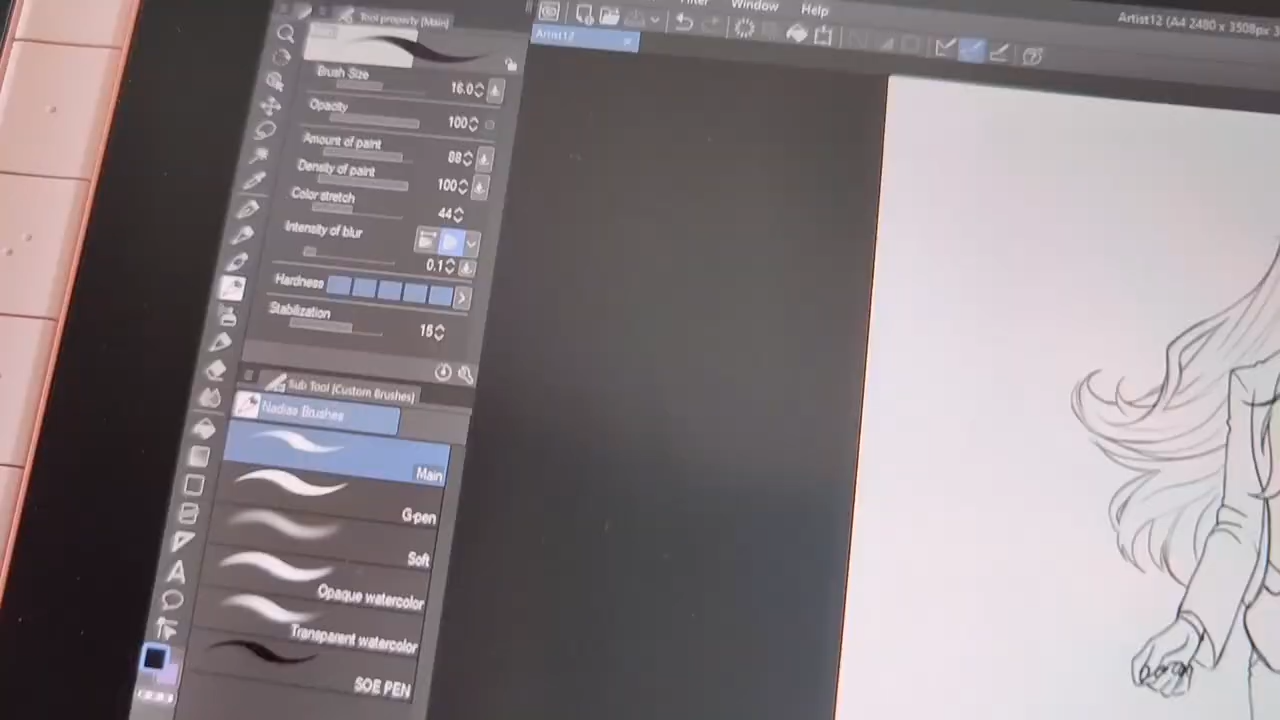 Window Help
Artist12 (A4 2480 x 3508px
Tool property [Main]
Artist12
Brush Size 16.0
Opacity 100
Amount of paint 88
Density of paint 100
Color stretch 44
Intensity of blur
0.1
Hardness
Stabilization 15
Sub Tool [Custom Brushes]
Nadiae Brushes
Main
G-pen
Soft
Opaque watercolor
Transparent watercolor
SOE PEN